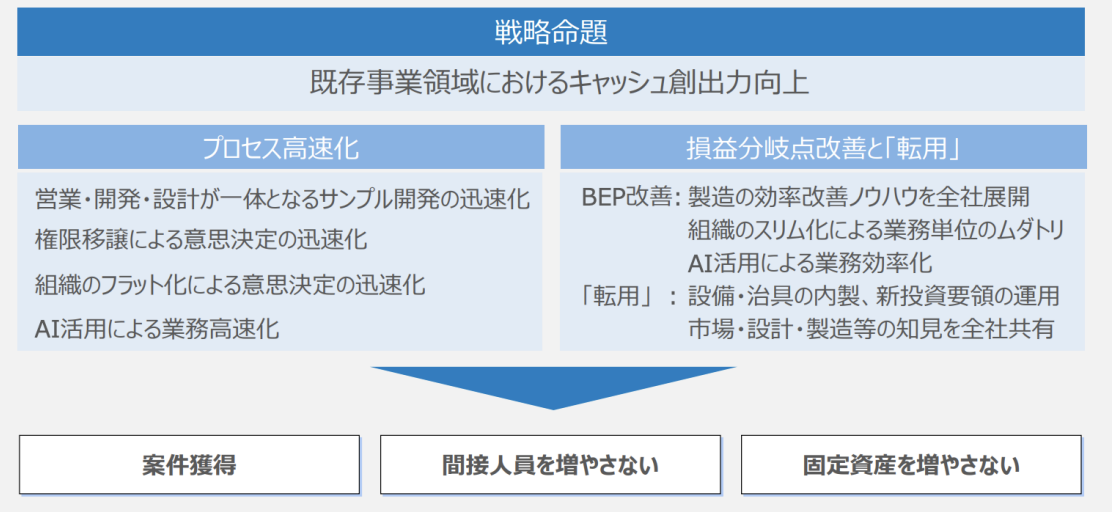 戦略命題
既存事業領域におけるキャッシュ創出力向上
プロセス高速化
営業・開発・設計が一体となるサンプル開発の迅速化
権限移譲による意思決定の迅速化
組織のフラット化による意思決定の迅速化
AI活用による業務高速化
損益分岐点改善と「転用」
BEP改善: 製造の効率改善ノウハウを全社展開
組織のスリム化による業務単位のムダトリ
AI活用による業務効率化
「転用」 : 設備・治具の内製、新投資要領の運用
市場・設計・製造等の知見を全社共有
案件獲得
間接人員を増やさない
固定資産を増やさない